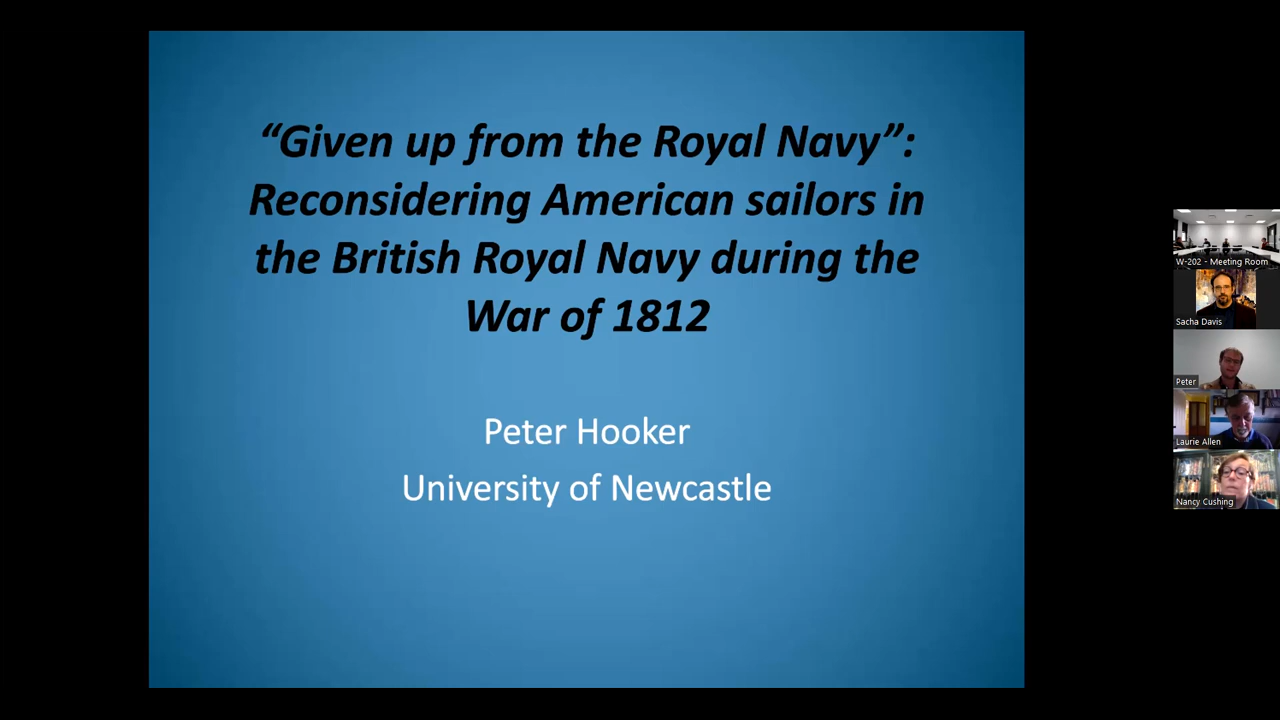 “Given up from the Royal Navy”:
Reconsidering American sailors in
the British Royal Navy during the
War of 1812
Peter Hooker
University of Newcastle
W-202 - Meeting Room
Sacha Davis
Peter
Laurie Allen
Nancy Cushing